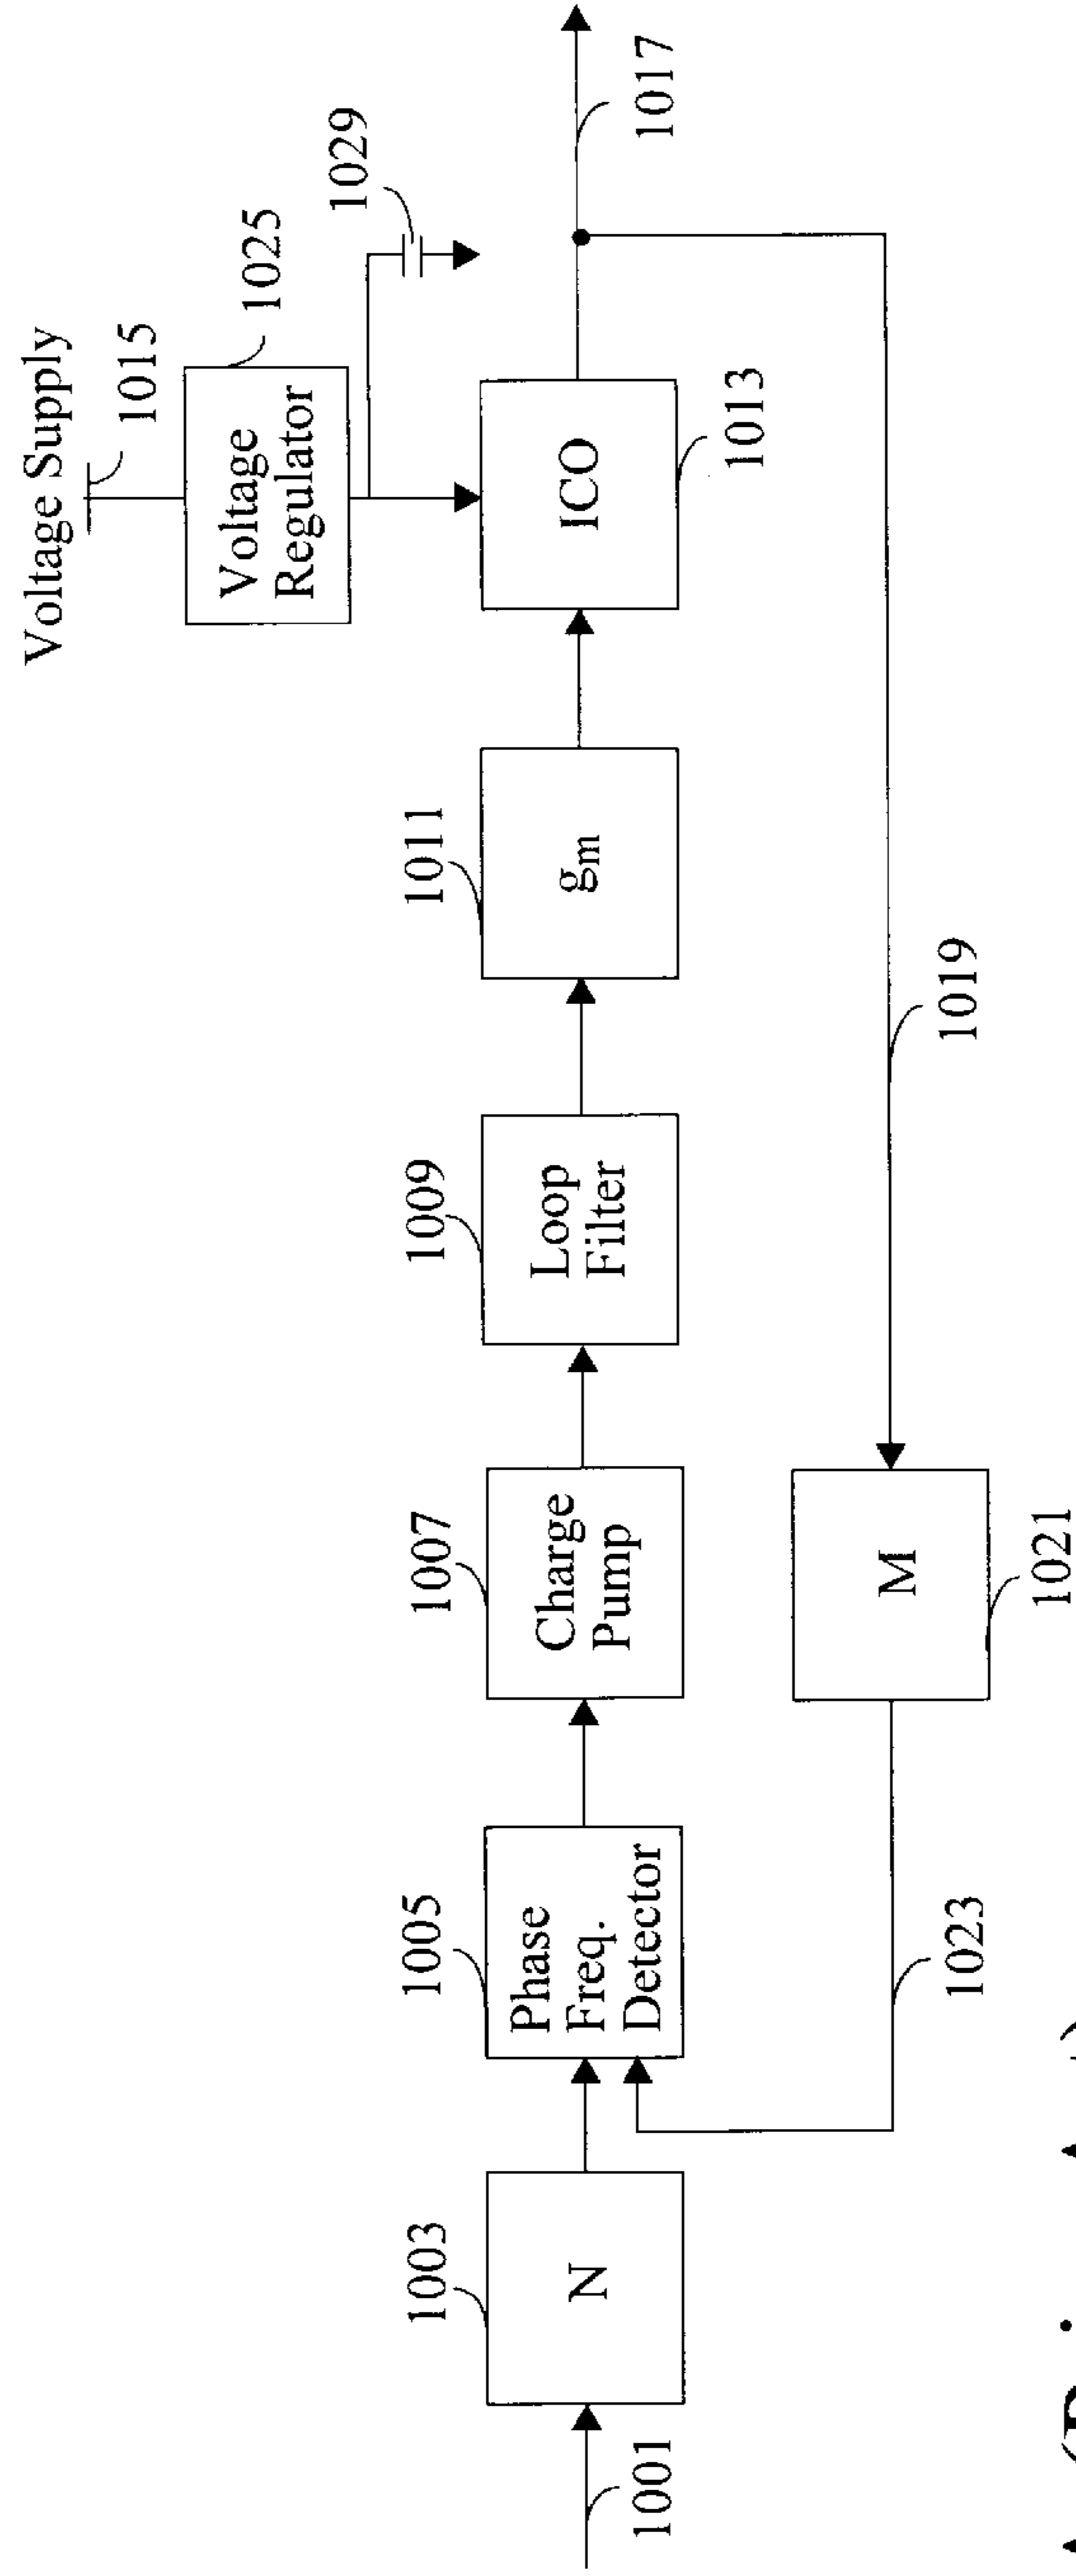 Voltage Supply
1015
Voltage
Regulator
1025
1029
1001
N
1003
Phase
Freq.
Detector
1005
Charge
Pump
1007
Loop
Filter
1009
gm
1011
ICO
1013
1017
1019
M
1021
1023